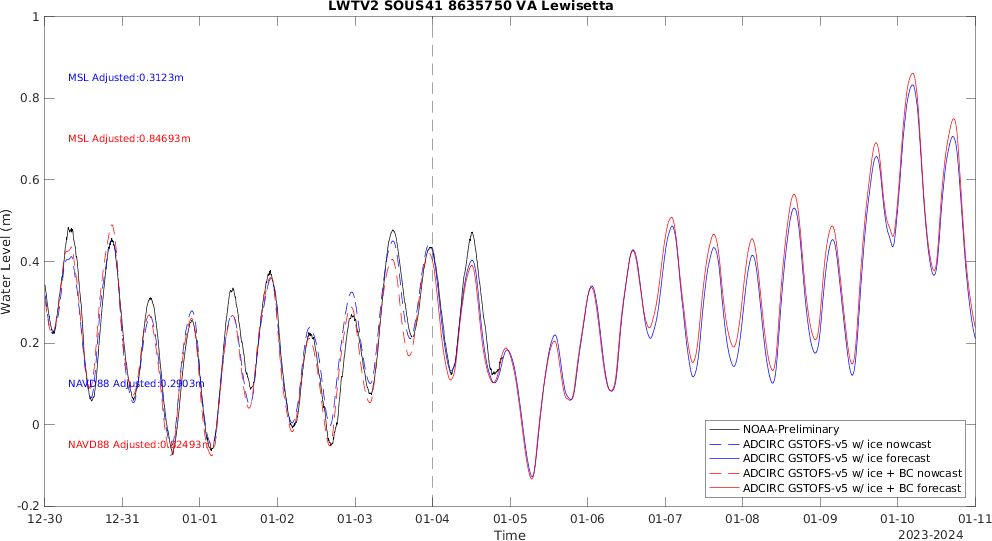 LWTV2 SOUS41 8635750 VA Lewisetta
Water Level (m)
1
0.8
0.6
0.4
0.2
0
-0.2
MSL Adjusted:0.3123m
MSL Adjusted:0.84693m
NAVD88 Adjusted:0.2903m
NAVD88 Adjusted:0.82493m
NOAA-Preliminary
ADCIRC GSTOFS-v5 w/ ice nowcast
ADCIRC GSTOFS-v5 w/ ice forecast
ADCIRC GSTOFS-v5 w/ ice + BC nowcast
ADCIRC GSTOFS-v5 w/ ice + BC forecast
12-30 12-31 01-01 01-02 01-03 01-04 01-05 01-06 01-07 01-08 01-09 01-10 01-11
Time
2023-2024